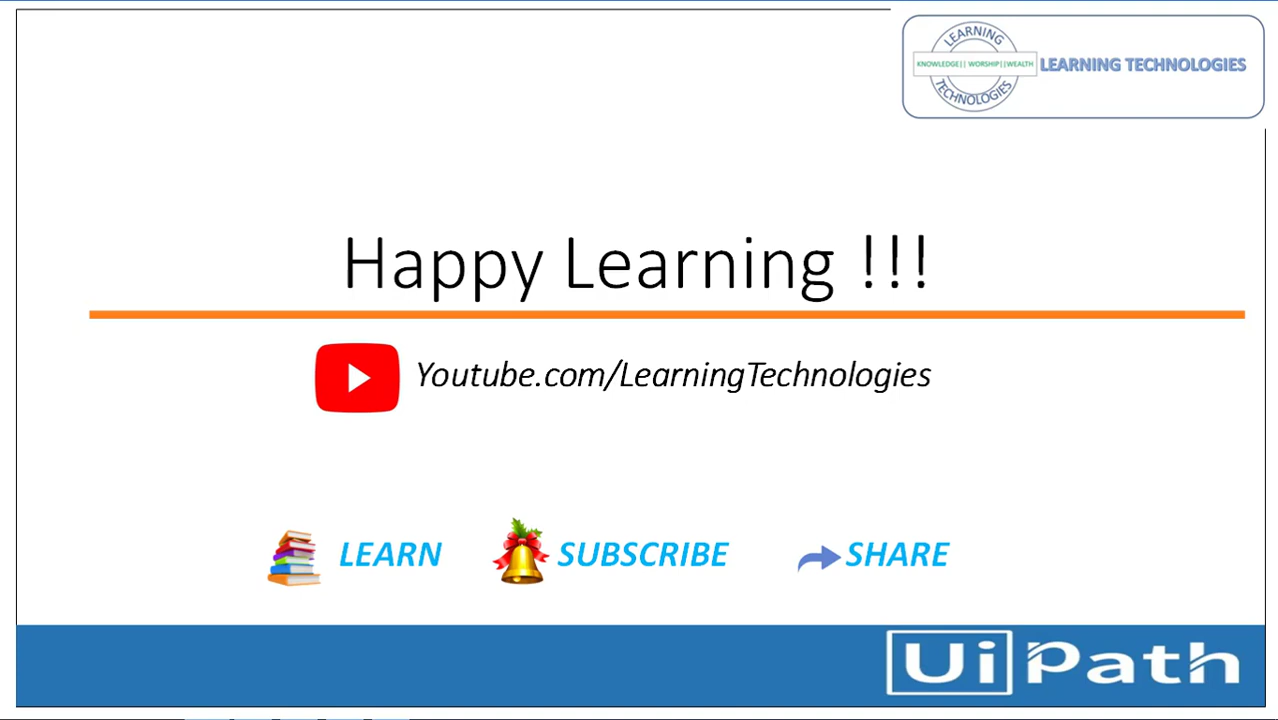 LEARNING
KNOWLEDGE|| WORSHIP||WEALTH
TECHNOLOGIES
LEARNING TECHNOLOGIES
Happy Learning !!!
Youtube.com/LearningTechnologies
LEARN SUBSCRIBE SHARE
UiPath